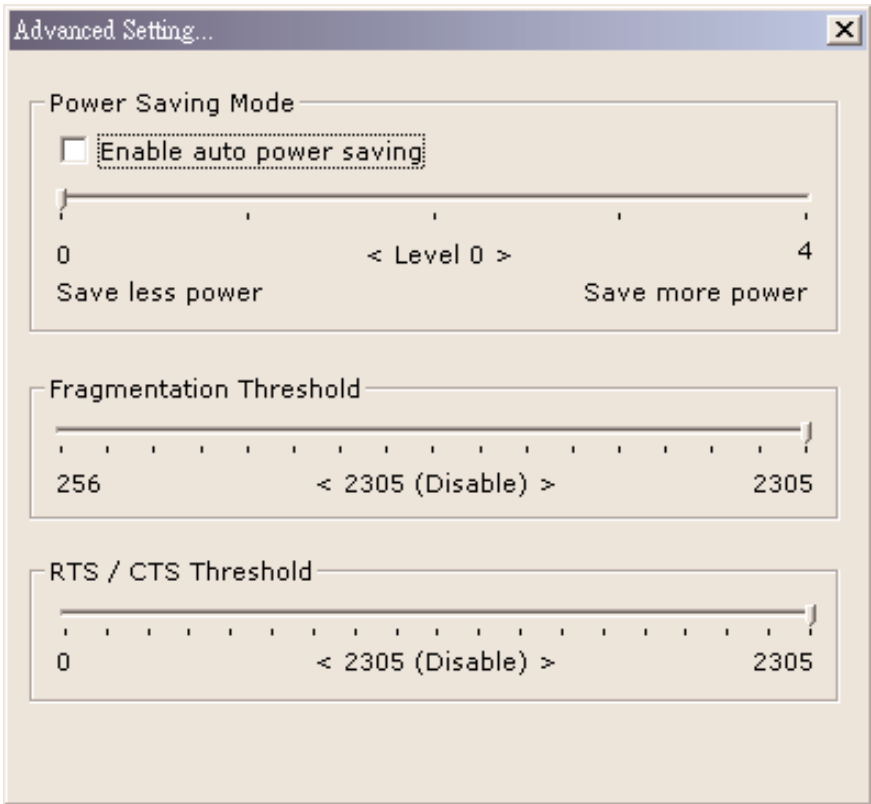 Advanced Setting...
Power Saving Mode
Enable auto power saving
0 < Level 0 > 4
Save less power Save more power
Fragmentation Threshold
256 < 2305 (Disable) > 2305
RTS / CTS Threshold
0 < 2305 (Disable) > 2305